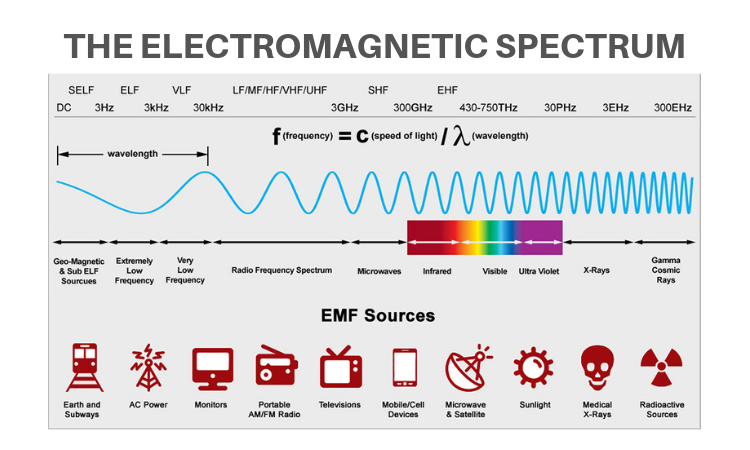 THE ELECTROMAGNETIC SPECTRUM
SELF ELF VLF LF/MF/HF/VHF/UHF SHF EHF
DC 3Hz 3kHz 30kHz 3GHz 300GHz 430-750THz 30PHz 3EHz 300EHz
f (frequency) = c (speed of light) / λ (wavelength)
wavelength
Geo-Magnetic
& Sub ELF
Sourcues
Extremely
Low
Frequency
Very
Low
Frequency
Radio Frequency Spectrum
Microwaves
Infrared
Visible
Ultra Violet
X-Rays
Gamma
Cosmic
Rays
EMF Sources
Earth and
Subways
AC Power
Monitors
Portable
AM/FM Radio
Televisions
Mobile/Cell
Devices
Microwave
& Satellite
Sunlight
Medical
X-Rays
Radioactive
Sources